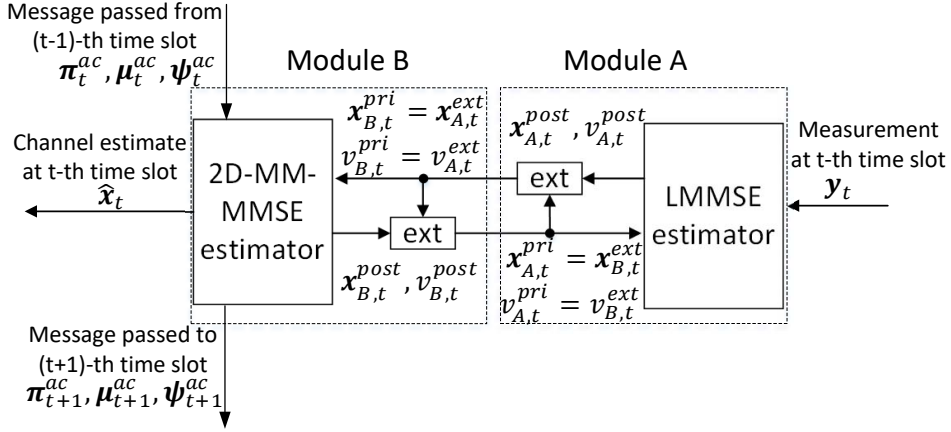 Message passed from
(t-1)-th time slot
π_t^{ac}, μ_t^{ac}, ψ_t^{ac}
Module B
Module A
x_{B,t}^{pri} = x_{A,t}^{ext}
v_{B,t}^{pri} = v_{A,t}^{ext}
x_{A,t}^{post}, v_{A,t}^{post}
Channel estimate
at t-th time slot
x̂_t
2D-MM-
MMSE
estimator
ext
ext
LMMSE
estimator
Measurement
at t-th time slot
y_t
x_{B,t}^{post}, v_{B,t}^{post}
x_{A,t}^{pri} = x_{B,t}^{ext}
v_{A,t}^{pri} = v_{B,t}^{ext}
Message passed to
(t+1)-th time slot
π_{t+1}^{ac}, μ_{t+1}^{ac}, ψ_{t+1}^{ac}